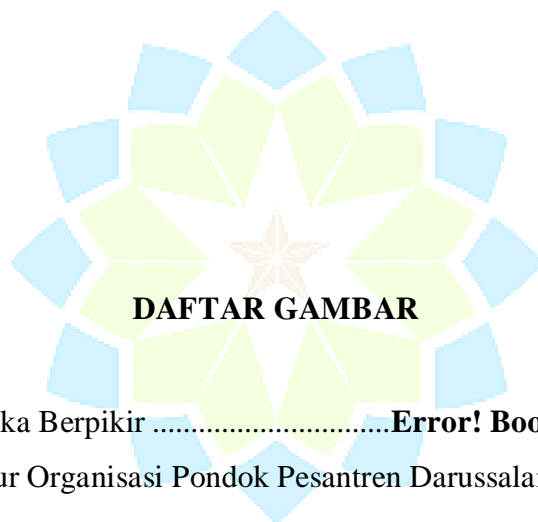 DAFTAR GAMBAR
ka Berpikir ..............................Error! Boo
ur Organisasi Pondok Pesantren Darussala